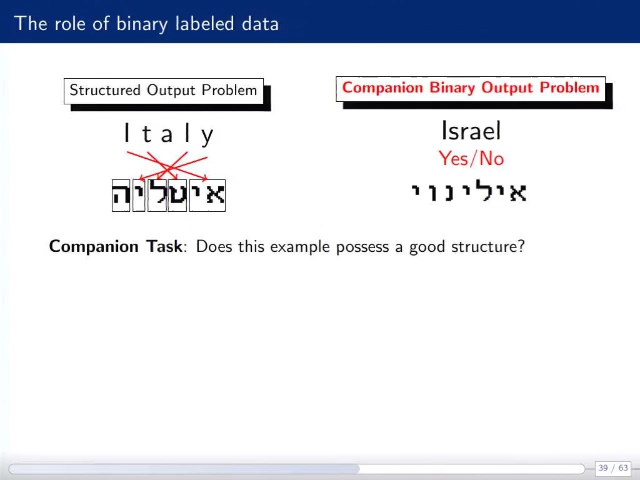 The role of binary labeled data
Structured Output Problem
Companion Binary Output Problem
I t a l y
Israel
Yes/No
איטליה
אילינוי
Companion Task: Does this example possess a good structure?
39 / 63